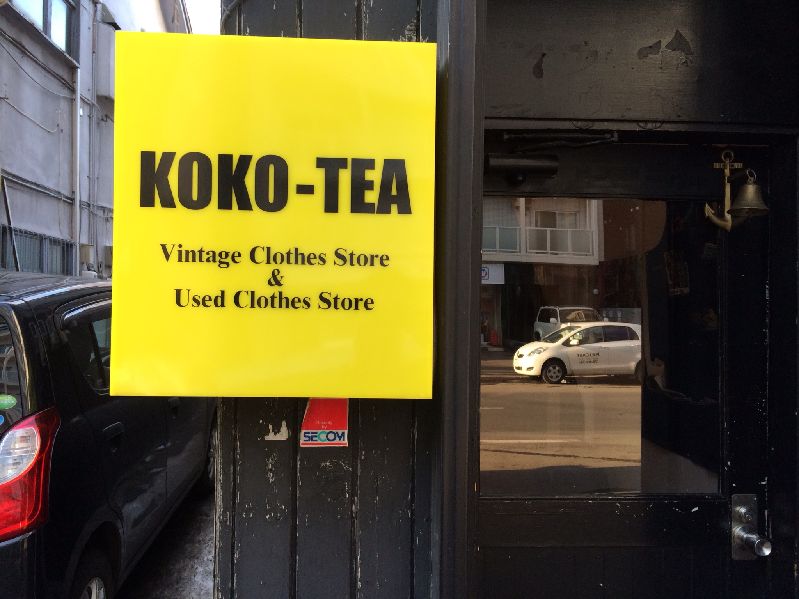 KOKO-TEA
Vintage Clothes Store
&
Used Clothes Store
SECOM